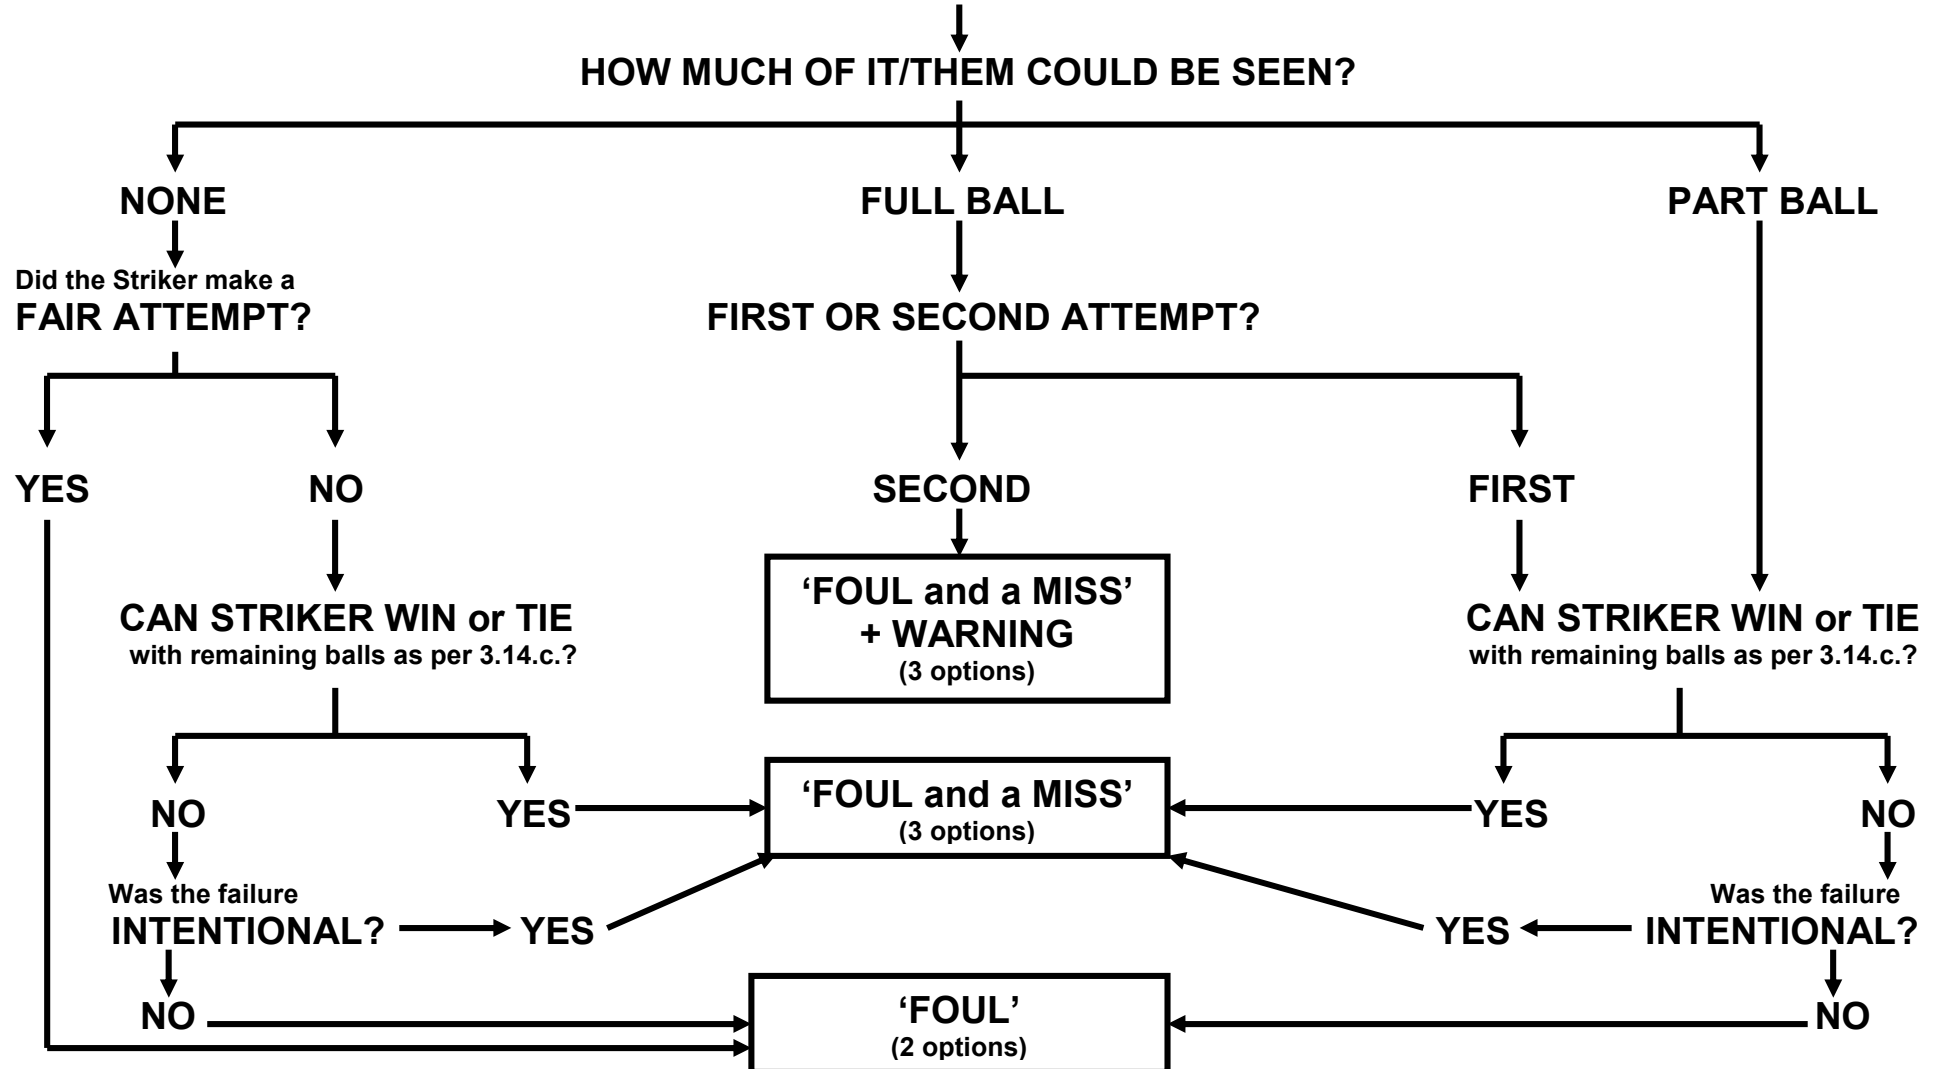 HOW MUCH OF IT/THEM COULD BE SEEN?
NONE
FULL BALL
PART BALL
Did the Striker make a
FAIR ATTEMPT?
FIRST OR SECOND ATTEMPT?
YES
NO
SECOND
FIRST
‘FOUL and a MISS’
+ WARNING
(3 options)
CAN STRIKER WIN or TIE
with remaining balls as per 3.14.c.?
CAN STRIKER WIN or TIE
with remaining balls as per 3.14.c.?
NO
YES
‘FOUL and a MISS’
(3 options)
YES
NO
Was the failure
INTENTIONAL?
YES
YES
Was the failure
INTENTIONAL?
NO
‘FOUL’
(2 options)
NO